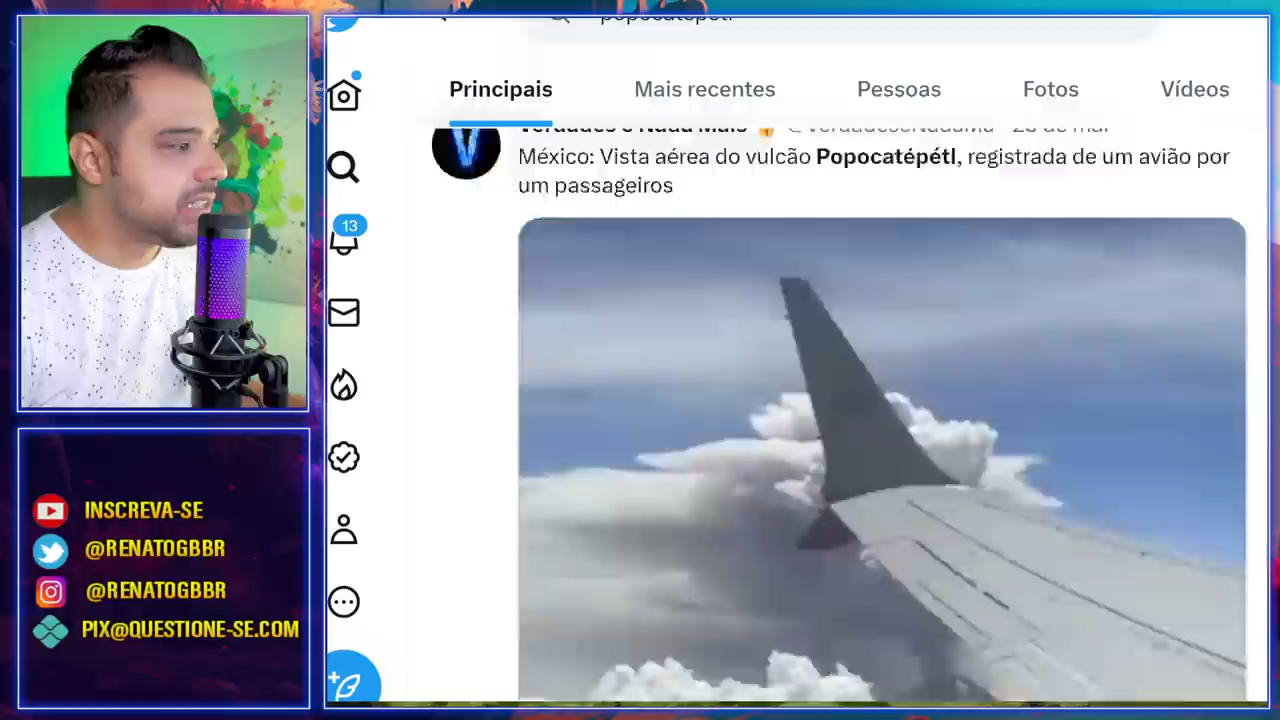 Principais
Mais recentes
Pessoas
Fotos
Vídeos
México: Vista aérea do vulcão Popocatépétl, registrada de um avião por
um passageiros
13
INSCREVA-SE
@RENATOGBBR
@RENATOGBBR
PIX@QUESTIONE-SE.COM